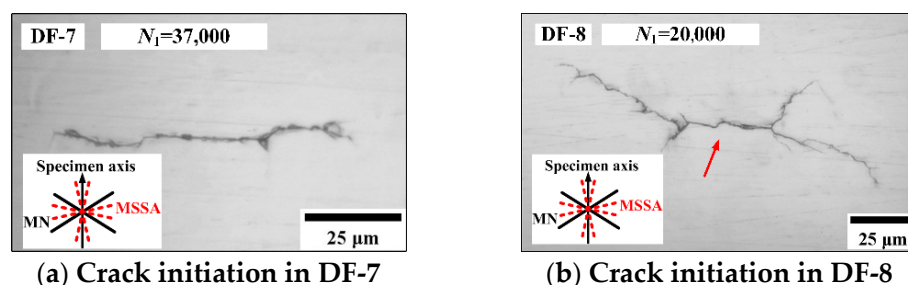 DF-7 N₁=37,000
Specimen axis
MSSA
MN
25 μm
(a) Crack initiation in DF-7
DF-8 N₁=20,000
Specimen axis
MSSA
MN
25 μm
(b) Crack initiation in DF-8